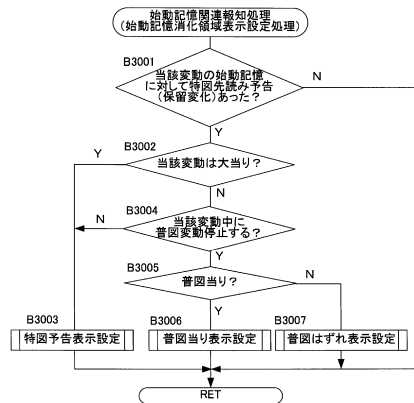 始動記憶関連報知処理
(始動記憶消化領域表示設定処理)
B3001
当該変動の始動記憶
に対して特図先読み予告
(保留変化)あった?
N
Y
B3002
Y
当該変動は大当り?
N
B3004
N
当該変動中に
普図変動停止する?
Y
B3005
普図当り?
N
Y
B3003
B3006
B3007
特図予告表示設定
普図当り表示設定
普図はずれ表示設定
RET